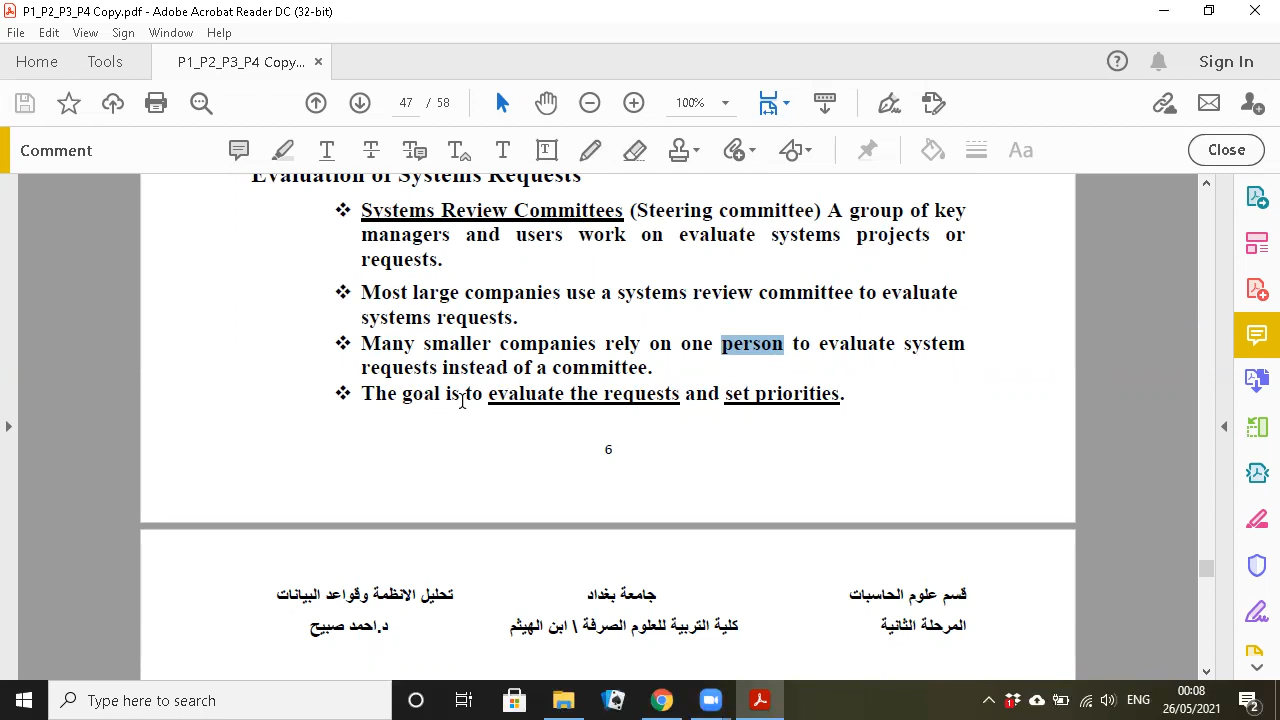 P1_P2_P3_P4 Copy.pdf - Adobe Acrobat Reader DC (32-bit)
File Edit View Sign Window Help
Home Tools P1_P2_P3_P4 Copy... × Sign In
47 / 58 100%
Comment Close
Evaluation of Systems Requests
❖ Systems Review Committees (Steering committee) A group of key
managers and users work on evaluate systems projects or
requests.
❖ Most large companies use a systems review committee to evaluate
systems requests.
❖ Many smaller companies rely on one person to evaluate system
requests instead of a committee.
❖ The goal is to evaluate the requests and set priorities.
6
قسم علوم الحاسبات جامعة بغداد تحليل الانظمة وقواعد البيانات
المرحلة الثانية كلية التربية للعلوم الصرفة \ ابن الهيثم د.احمد صبيح
Type here to search ENG 00:08
26/05/2021 2